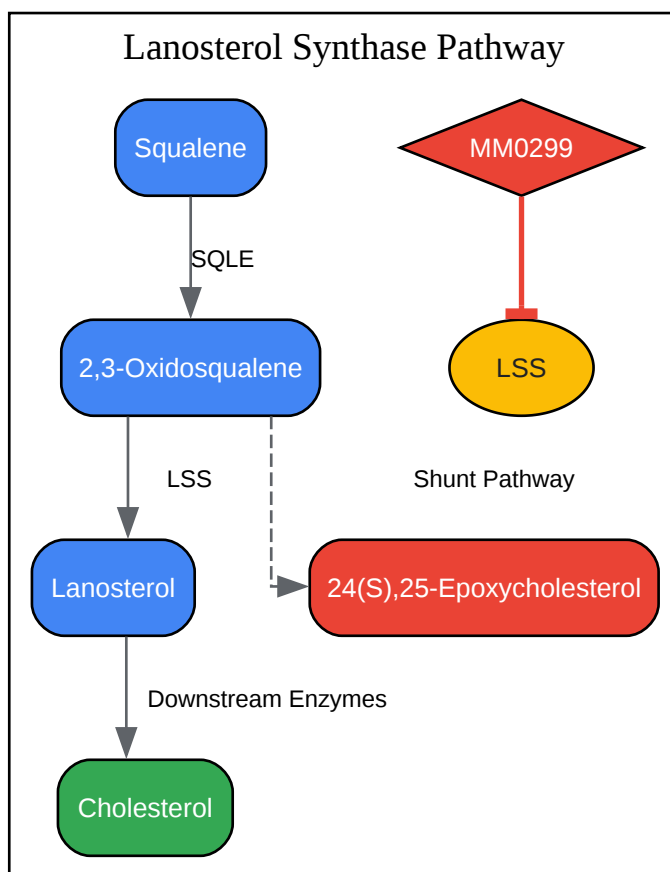 Lanosterol Synthase Pathway
Squalene
MM0299
SQLE
2,3-Oxidosqualene
LSS
LSS
Shunt Pathway
Lanosterol
24(S),25-Epoxycholesterol
Downstream Enzymes
Cholesterol